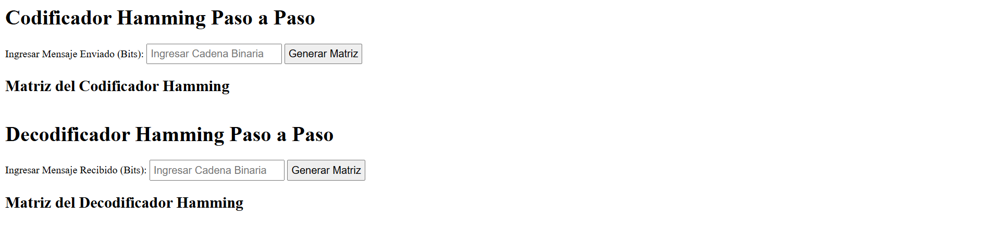 Codificador Hamming Paso a Paso
Ingresar Mensaje Enviado (Bits): Ingresar Cadena Binaria Generar Matriz
Matriz del Codificador Hamming
Decodificador Hamming Paso a Paso
Ingresar Mensaje Recibido (Bits): Ingresar Cadena Binaria Generar Matriz
Matriz del Decodificador Hamming